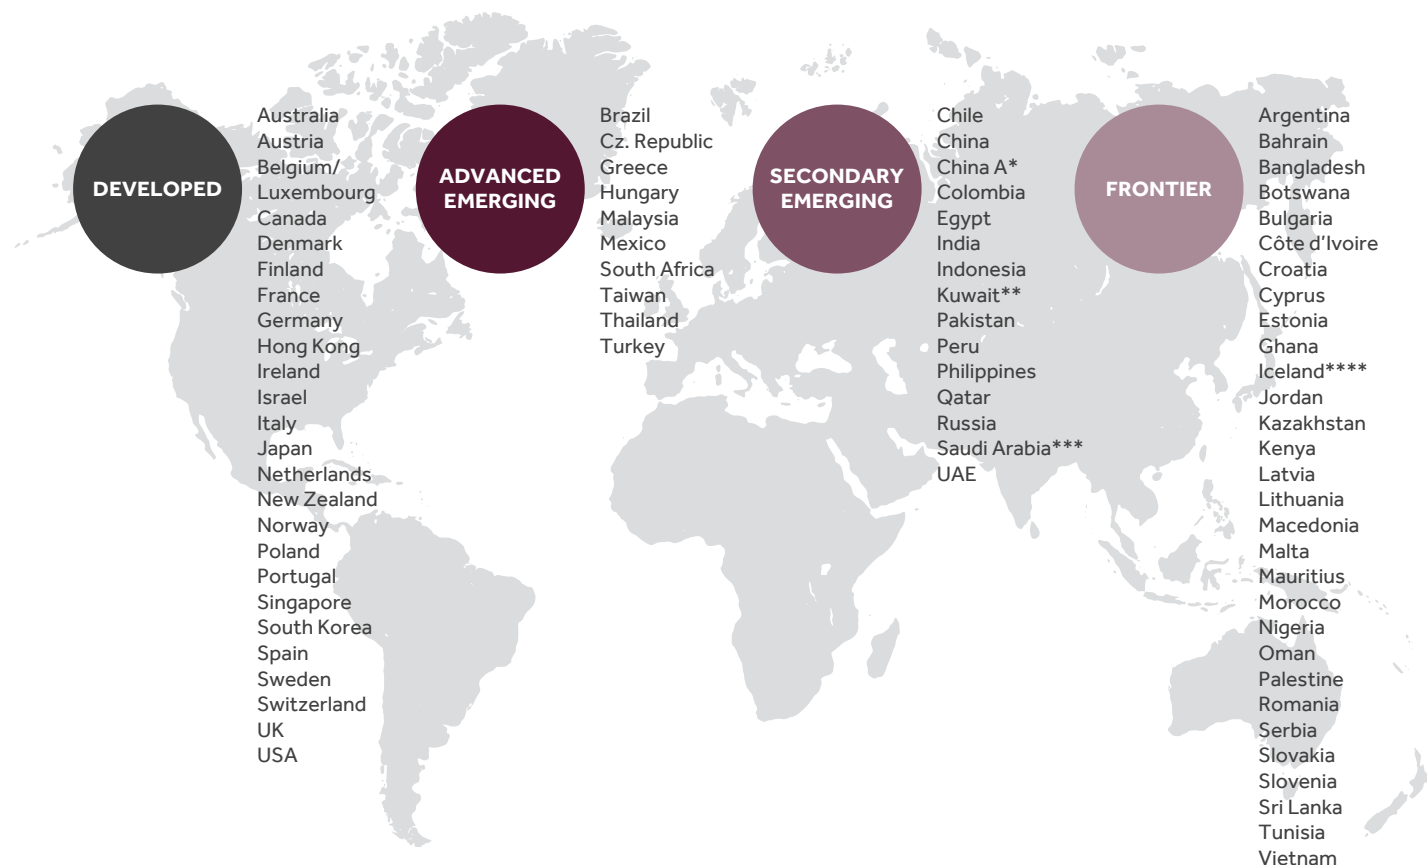 DEVELOPED
Australia
Austria
Belgium/
Luxembourg
Canada
Denmark
Finland
France
Germany
Hong Kong
Ireland
Israel
Italy
Japan
Netherlands
New Zealand
Norway
Poland
Portugal
Singapore
South Korea
Spain
Sweden
Switzerland
UK
USA
ADVANCED
EMERGING
Brazil
Cz. Republic
Greece
Hungary
Malaysia
Mexico
South Africa
Taiwan
Thailand
Turkey
SECONDARY
EMERGING
Chile
China
China A*
Colombia
Egypt
India
Indonesia
Kuwait**
Pakistan
Peru
Philippines
Qatar
Russia
Saudi Arabia***
UAE
FRONTIER
Argentina
Bahrain
Bangladesh
Botswana
Bulgaria
Côte d'Ivoire
Croatia
Cyprus
Estonia
Ghana
Iceland****
Jordan
Kazakhstan
Kenya
Latvia
Lithuania
Macedonia
Malta
Mauritius
Morocco
Nigeria
Oman
Palestine
Romania
Serbia
Slovakia
Slovenia
Sri Lanka
Tunisia
Vietnam